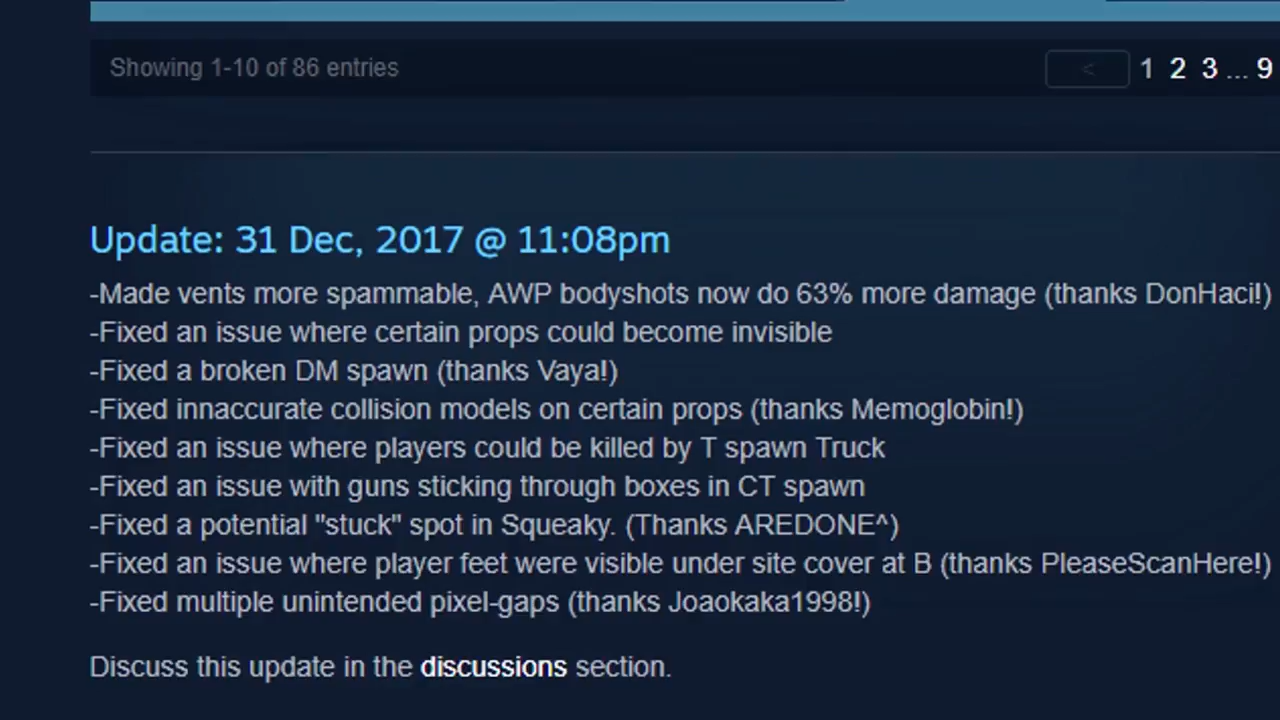 Showing 1-10 of 86 entries
< 1 2 3 ... 9
Update: 31 Dec, 2017 @ 11:08pm
-Made vents more spammable, AWP bodyshots now do 63% more damage (thanks DonHaci!)
-Fixed an issue where certain props could become invisible
-Fixed a broken DM spawn (thanks Vaya!)
-Fixed innaccurate collision models on certain props (thanks Memoglobin!)
-Fixed an issue where players could be killed by T spawn Truck
-Fixed an issue with guns sticking through boxes in CT spawn
-Fixed a potential "stuck" spot in Squeaky. (Thanks AREDONE^)
-Fixed an issue where player feet were visible under site cover at B (thanks PleaseScanHere!)
-Fixed multiple unintended pixel-gaps (thanks Joaokaka1998!)
Discuss this update in the discussions section.